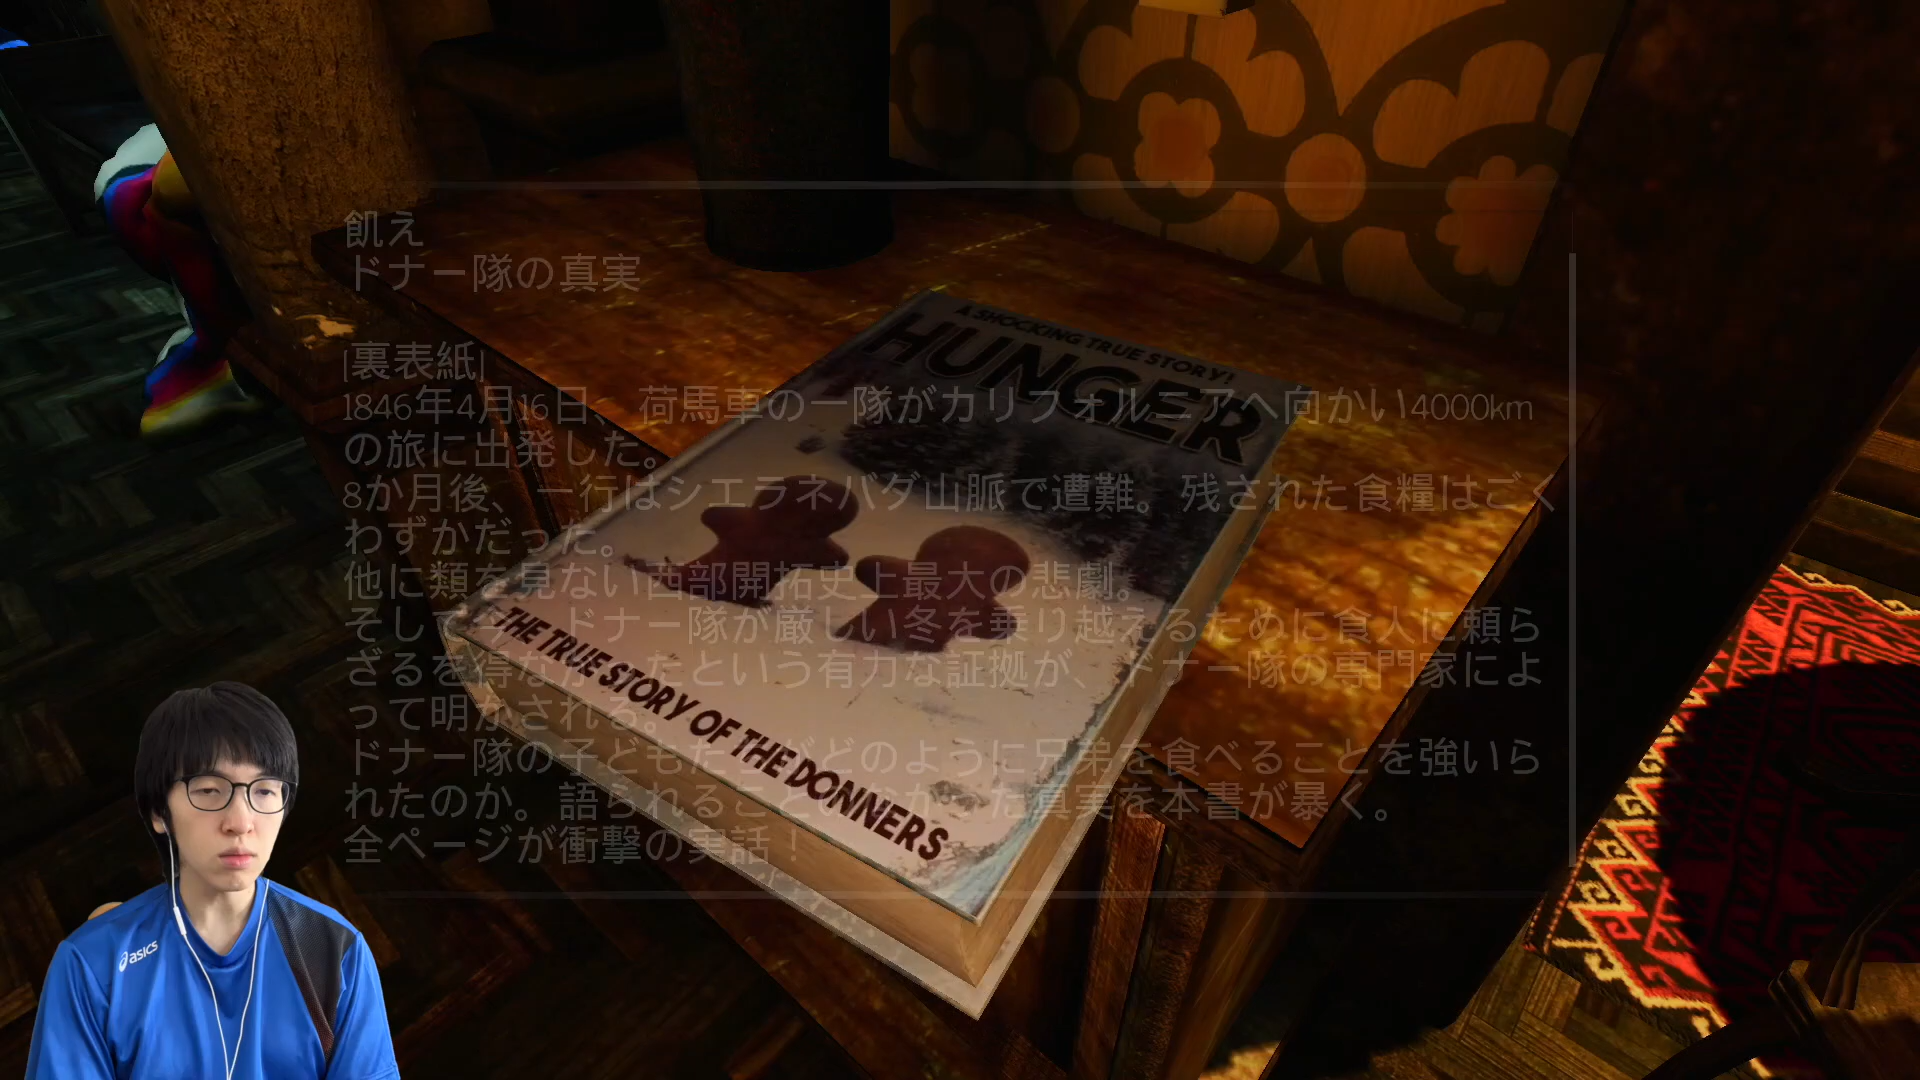 飢え
ドナー隊の真実
[裏表紙]
1846年4月16日、荷馬車の一隊がカリフォルニアへ向かい4000km
の旅に出発した。
8か月後、一行はシエラネバダ山脈で遭難。残された食糧はごく
わずかだった。
他に類を見ない西部開拓史上最大の悲劇。
そして、ドナー隊が厳しい冬を乗り越えるために食人に頼ら
ざるを得なかったという有力な証拠が、ドナー隊の専門家によ
って明かされる。
ドナー隊の子どもたちがどのように兄弟を食べることを強いら
れたのか。語られることのなかった真実を本書が暴く。
全ページが衝撃の実話！
A SHOCKING TRUE STORY!
HUNGER
THE TRUE STORY OF THE DONNERS
asics